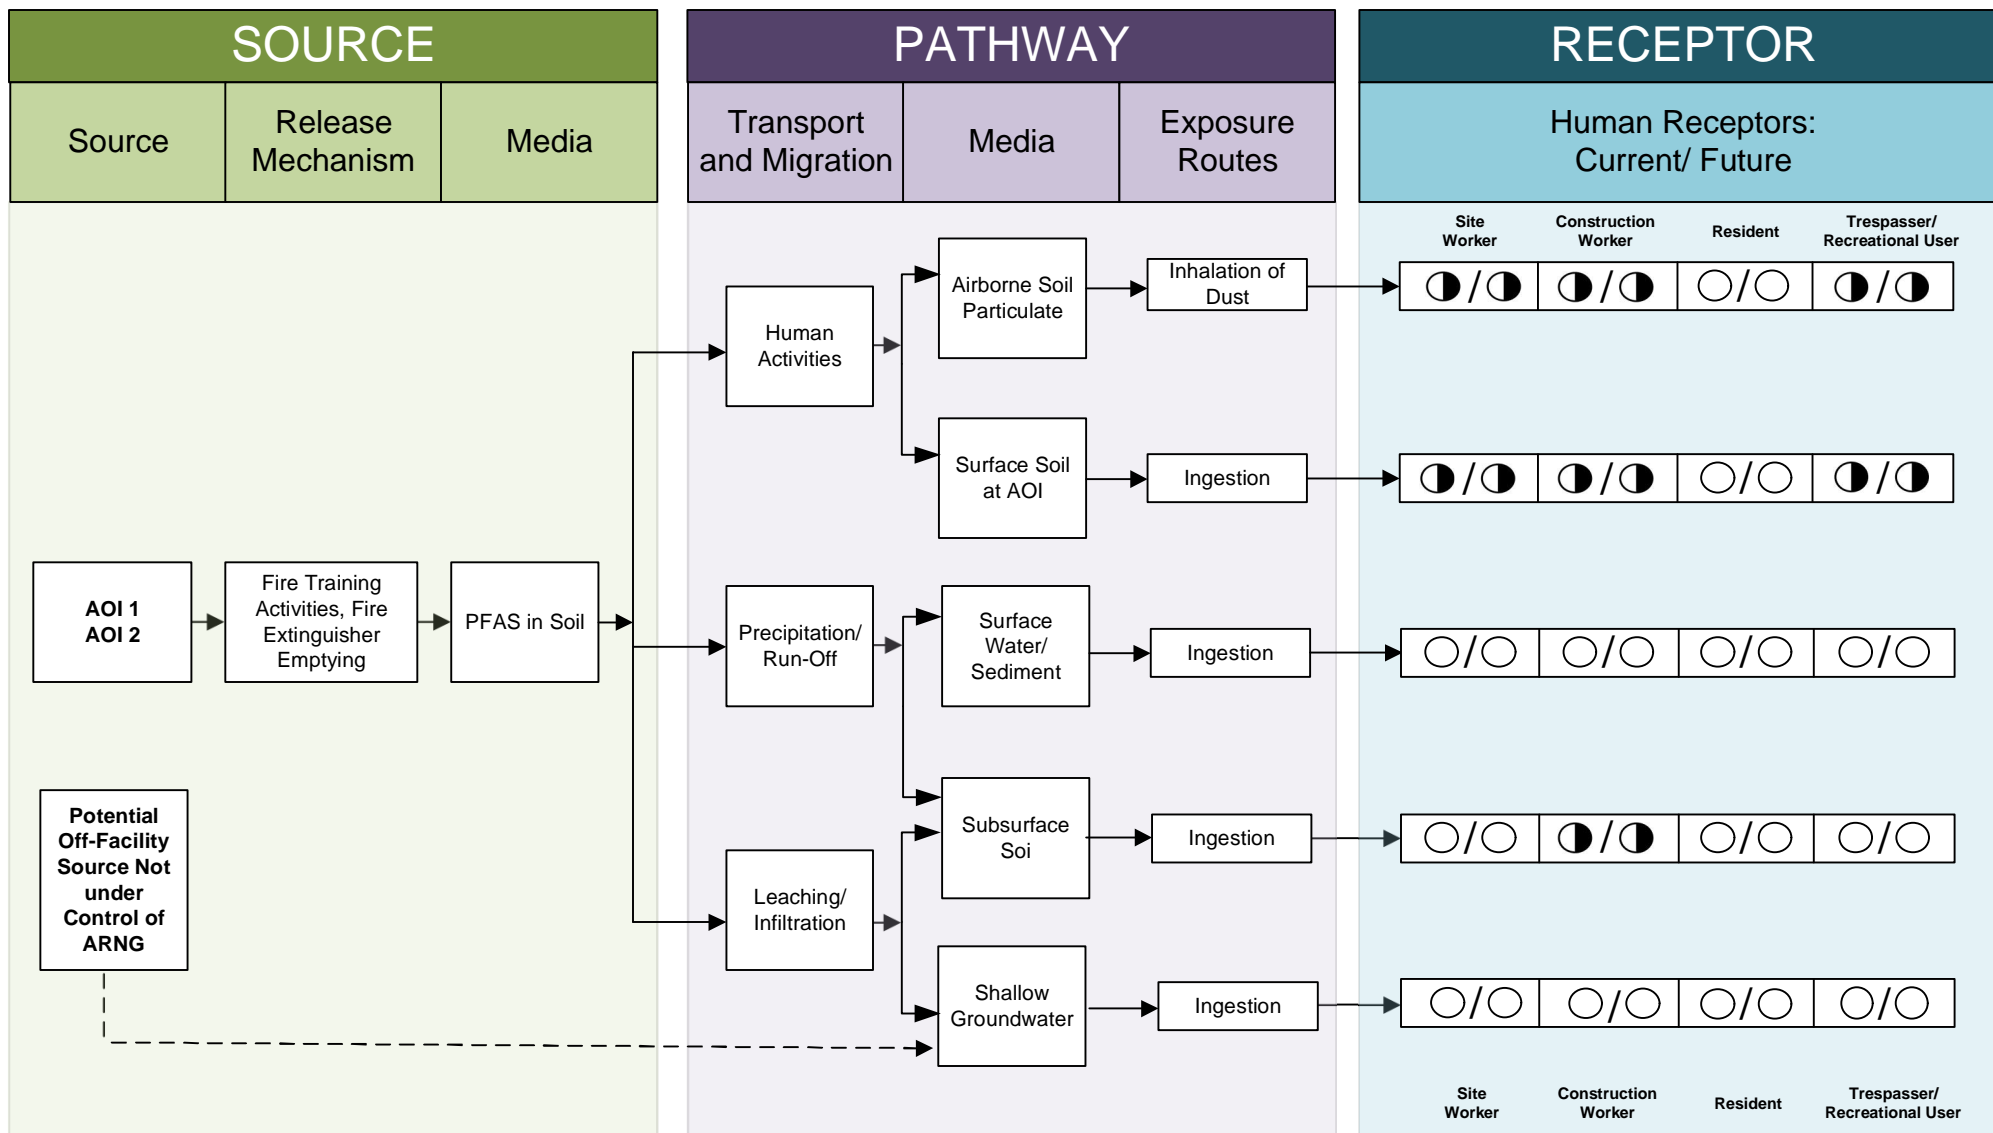 SOURCE
PATHWAY
RECEPTOR
Source
Release
Mechanism
Media
Transport
and Migration
Media
Exposure
Routes
Human Receptors:
Current/ Future
Site
Worker
Construction
Worker
Resident
Trespasser/
Recreational User
Airborne Soil
Particulate
Inhalation of
Dust
/
/
/
/
Human
Activities
Surface Soil
at AOI
Ingestion
/
/
/
/
AOI 1
AOI 2
Fire Training
Activities, Fire
Extinguisher
Emptying
PFAS in Soil
Precipitation/
Run-Off
Surface
Water/
Sediment
Ingestion
/
/
/
/
Potential
Off-Facility
Source Not
under
Control of
ARNG
Subsurface
Soi
Ingestion
/
/
/
/
Leaching/
Infiltration
Shallow
Groundwater
Ingestion
/
/
/
/
Site
Worker
Construction
Worker
Resident
Trespasser/
Recreational User